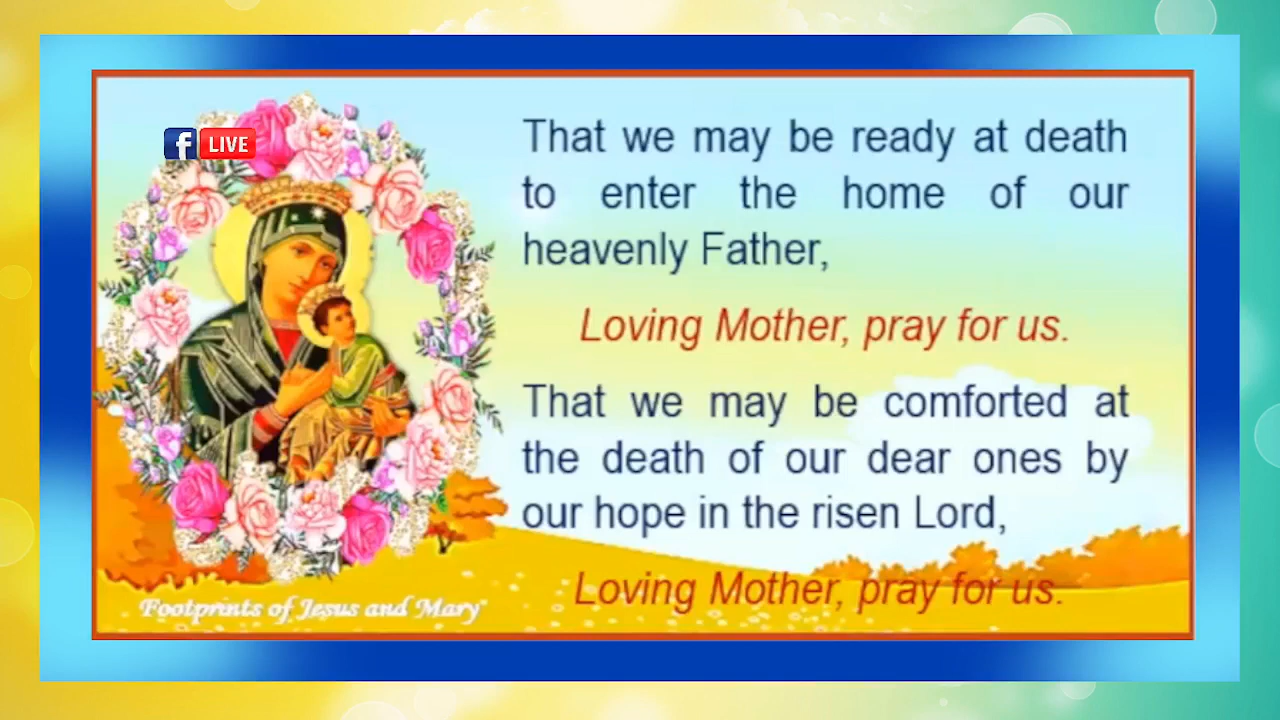 f LIVE
That we may be ready at death
to enter the home of our
heavenly Father,
Loving Mother, pray for us.
That we may be comforted at
the death of our dear ones by
our hope in the risen Lord,
Loving Mother, pray for us.
Footprints of Jesus and Mary